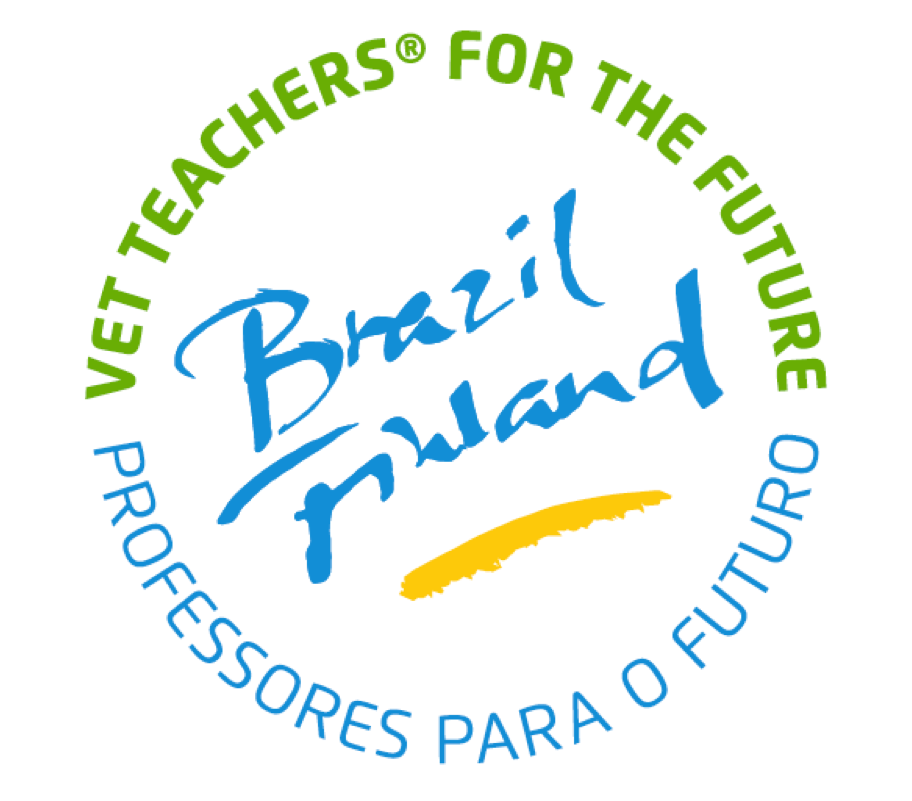 VET TEACHERS® FOR THE FUTURE
Brazil
Finland
PROFESSORES PARA O FUTURO